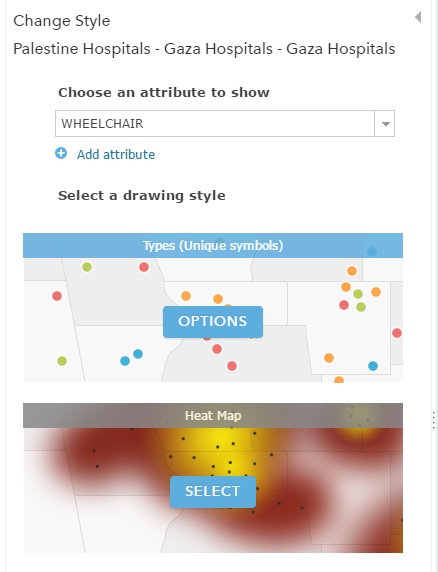 Change Style
Palestine Hospitals - Gaza Hospitals - Gaza Hospitals
Choose an attribute to show
WHEELCHAIR
Add attribute
Select a drawing style
Types (Unique symbols)
OPTIONS
Heat Map
SELECT